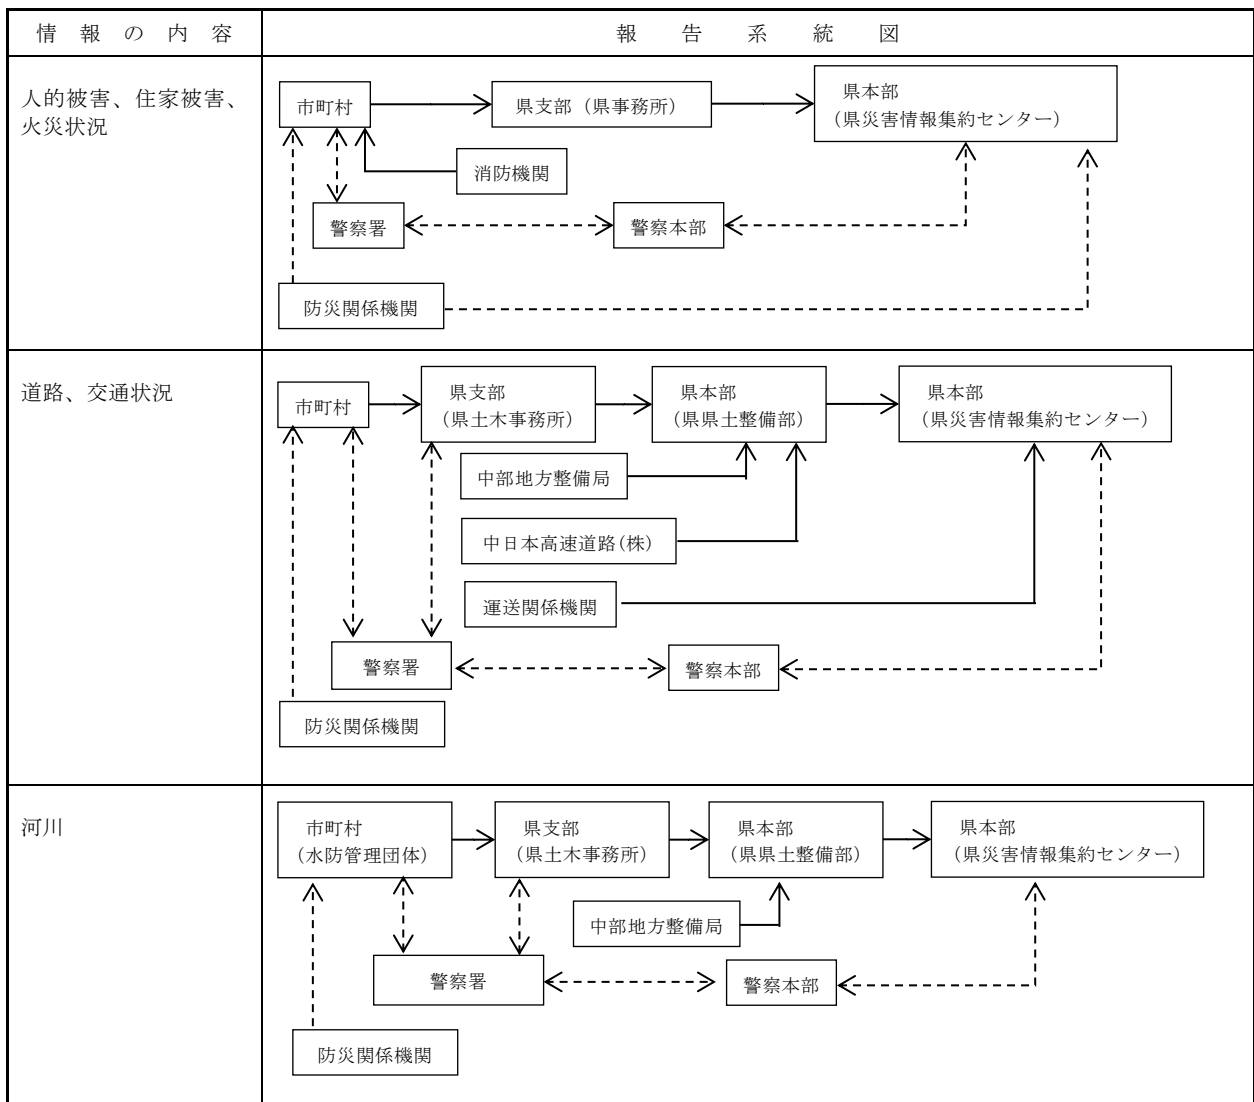 情報の内容
報告系統図
人的被害、住家被害、
火災状況
市町村
県支部（県事務所）
県本部
（県災害情報集約センター）
消防機関
警察署
警察本部
防災関係機関
道路、交通状況
市町村
県支部
（県土木事務所）
県本部
（県県土整備部）
県本部
（県災害情報集約センター）
中部地方整備局
中日本高速道路(株)
運送関係機関
警察署
警察本部
防災関係機関
河川
市町村
（水防管理団体）
県支部
（県土木事務所）
県本部
（県県土整備部）
県本部
（県災害情報集約センター）
中部地方整備局
警察署
警察本部
防災関係機関